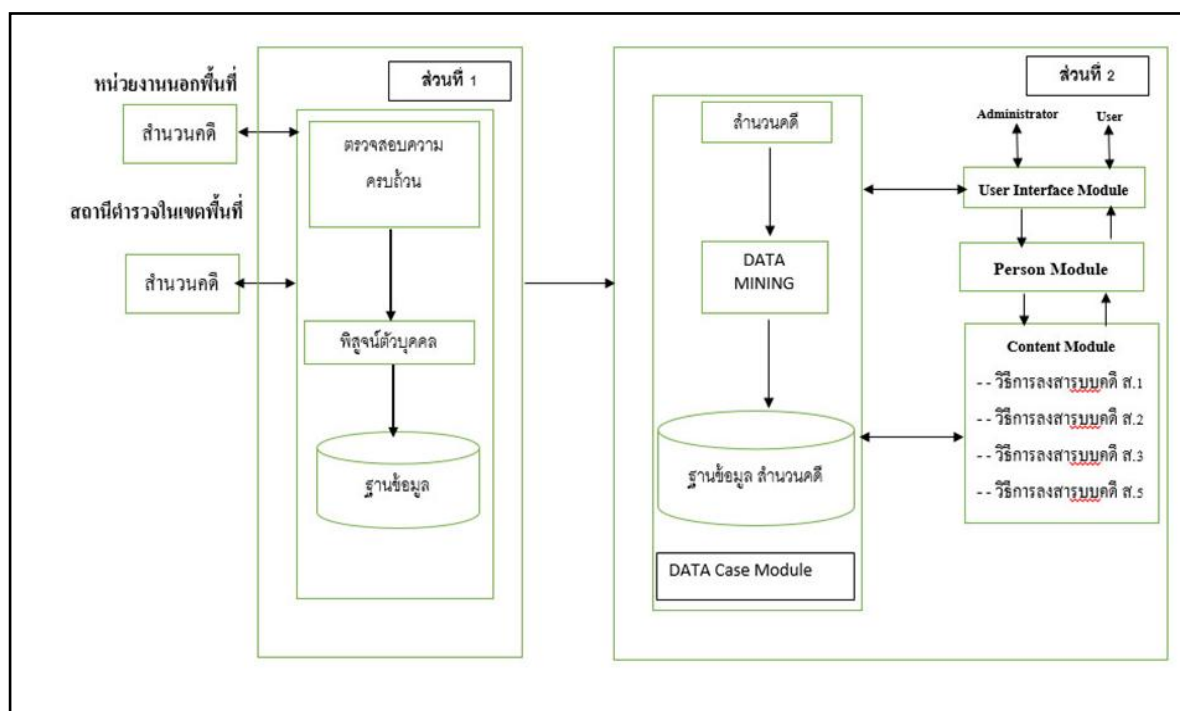 หน่วยงานนอกพื้นที่
สำนวนคดี
สถานีตำรวจในเขตพื้นที่
สำนวนคดี
ส่วนที่ 1
ตรวจสอบความ
ครบถ้วน
พิสูจน์ตัวบุคคล
ฐานข้อมูล
ส่วนที่ 2
สำนวนคดี
DATA
MINING
ฐานข้อมูล สำนวนคดี
DATA Case Module
Administrator
User
User Interface Module
Person Module
Content Module
- - วิธีการลงสารบบคดี ส.1
- - วิธีการลงสารบบคดี ส.2
- - วิธีการลงสารบบคดี ส.3
- - วิธีการลงสารบบคดี ส.5